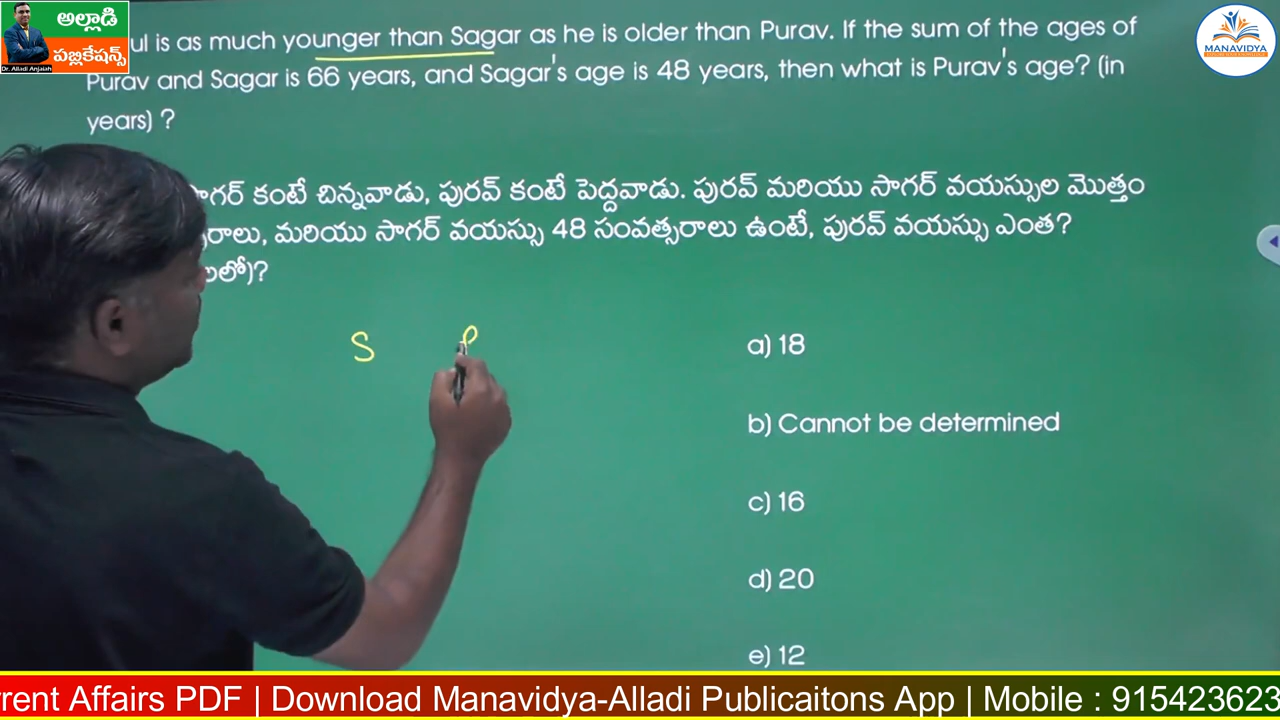 అల్లాడి
పబ్లికేషన్స్
Dr. Alladi Anjaiah
ul is as much younger than Sagar as he is older than Purav. If the sum of the ages of
Purav and Sagar is 66 years, and Sagar's age is 48 years, then what is Purav's age? (in
years) ?
MANAVIDYA
కంటే చిన్నవాడు, పురవ్ కంటే పెద్దవాడు. పురవ్ మరియు సాగర్ వయస్సుల మొత్తం
మరియు సాగర్ వయస్సు 48 సంవత్సరాలు ఉంటే, పురవ్ వయస్సు ఎంత?
S P
a) 18
b) Cannot be determined
c) 16
d) 20
e) 12
rrent Affairs PDF | Download Manavidya-Alladi Publicaitons App | Mobile : 915423623